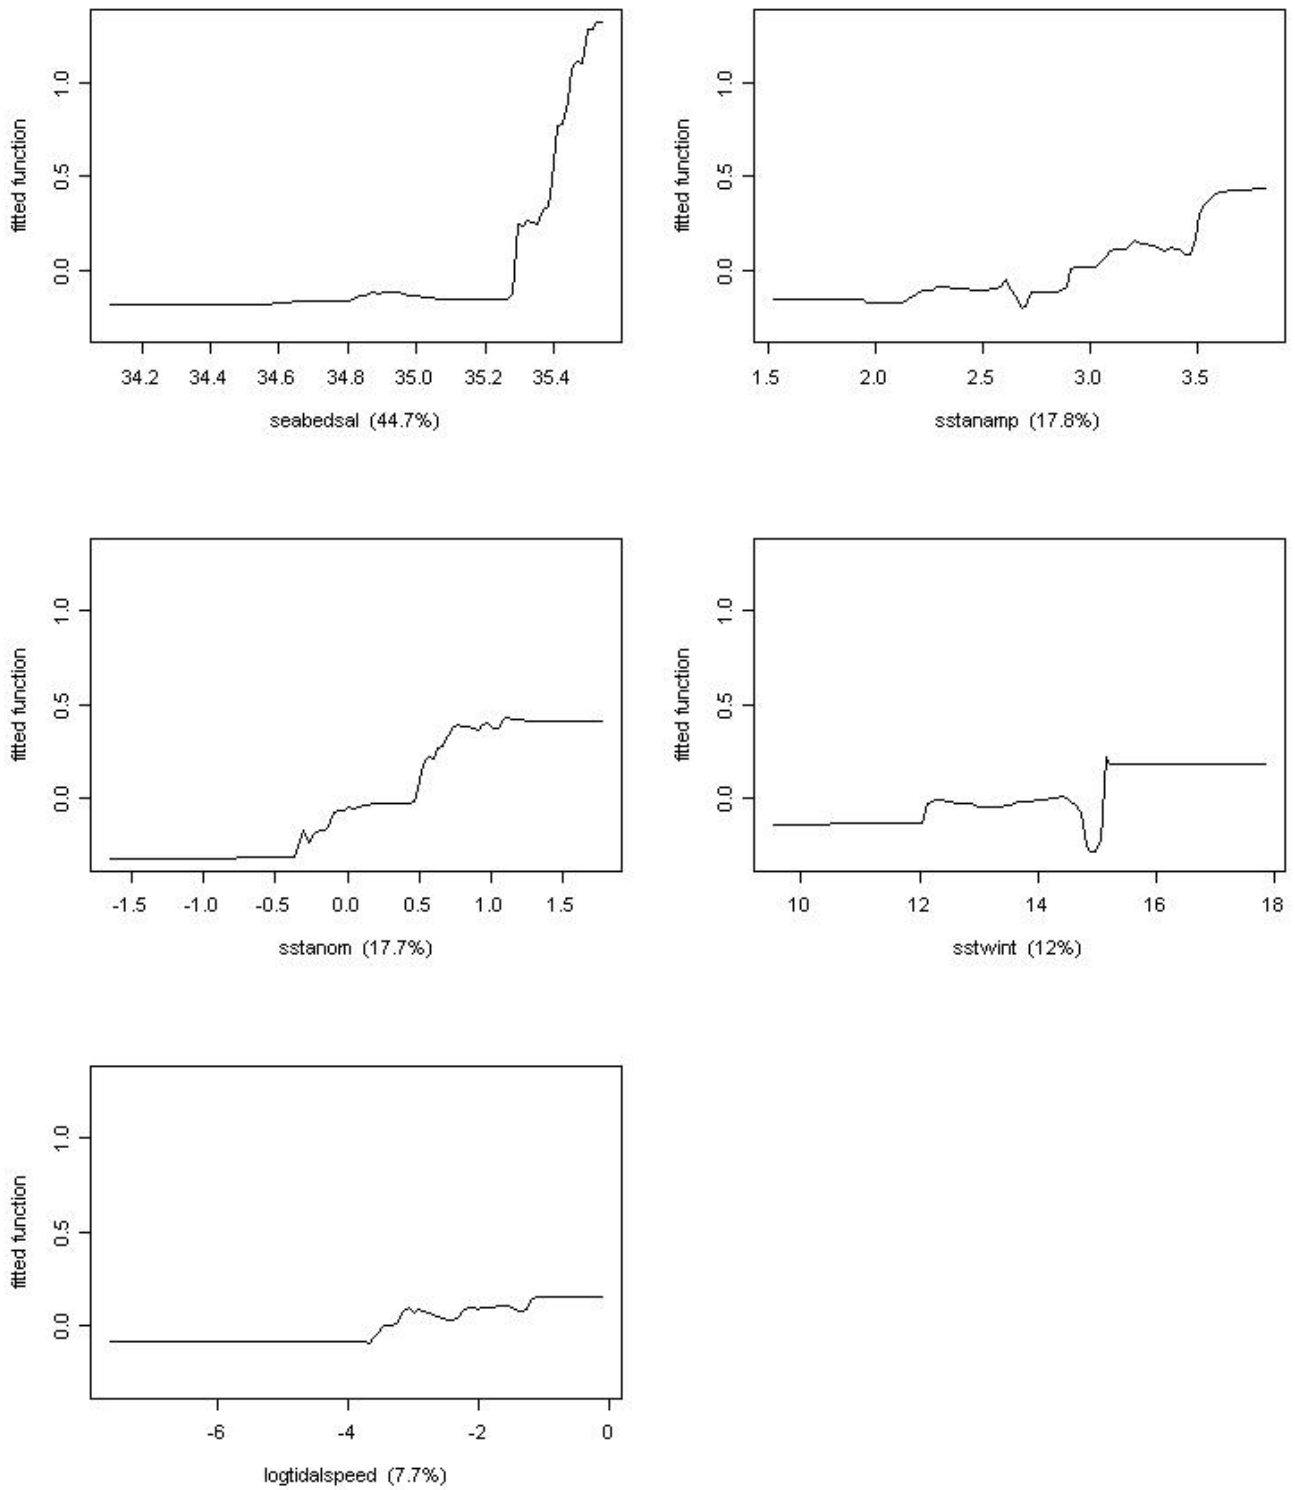 fitted function
0.0 0.5 1.0
34.2 34.4 34.6 34.8 35.0 35.2 35.4
seabedsal (44.7%)
fitted function
0.0 0.5 1.0
1.5 2.0 2.5 3.0 3.5
sstanamp (17.8%)
fitted function
0.0 0.5 1.0
-1.5 -1.0 -0.5 0.0 0.5 1.0 1.5
sstanom (17.7%)
fitted function
0.0 0.5 1.0
10 12 14 16 18
sstwint (12%)
fitted function
0.0 0.5 1.0
-6 -4 -2 0
logtidalspeed (7.7%)